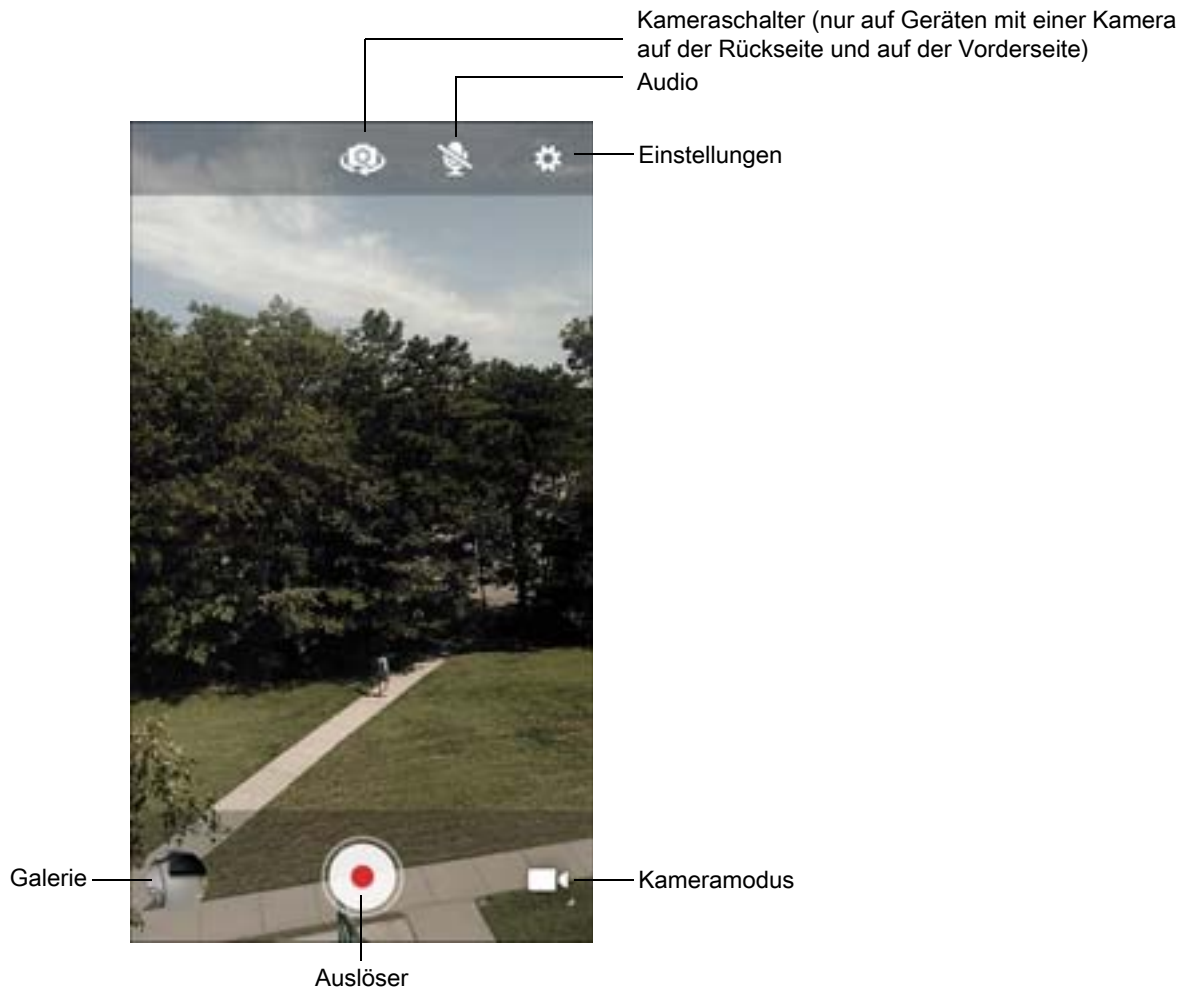 Kameraschalter (nur auf Geräten mit einer Kamera
auf der Rückseite und auf der Vorderseite)
Audio
Einstellungen
Galerie
Kameramodus
Auslöser